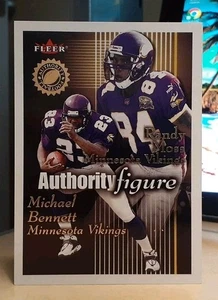 FLEER
84
23
Randy
Moss
Minnesota Vikings
Authority figure
Michael
Bennett
Minnesota Vikings